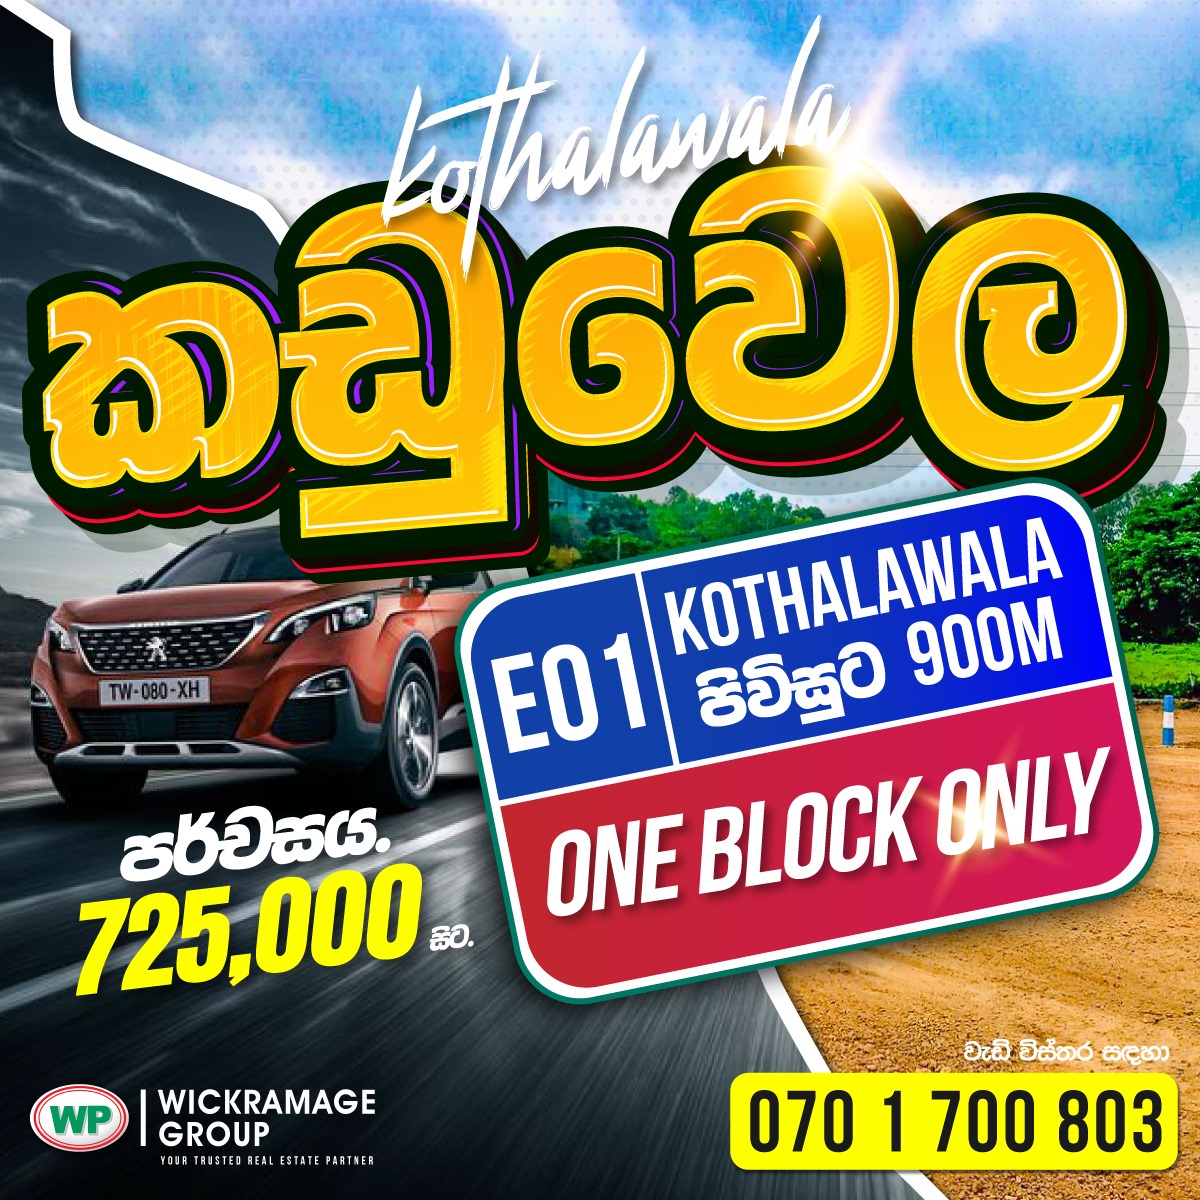 Kothalawala
කඩුවෙල
E01
KOTHALAWALA
පිවිසුට 900M
ONE BLOCK ONLY
TW-080-XH
පර්චසය.
725,000 සිට.
වැඩි විස්තර සඳහා
070 1 700 803
WP
WICKRAMAGE
GROUP
YOUR TRUSTED REAL ESTATE PARTNER